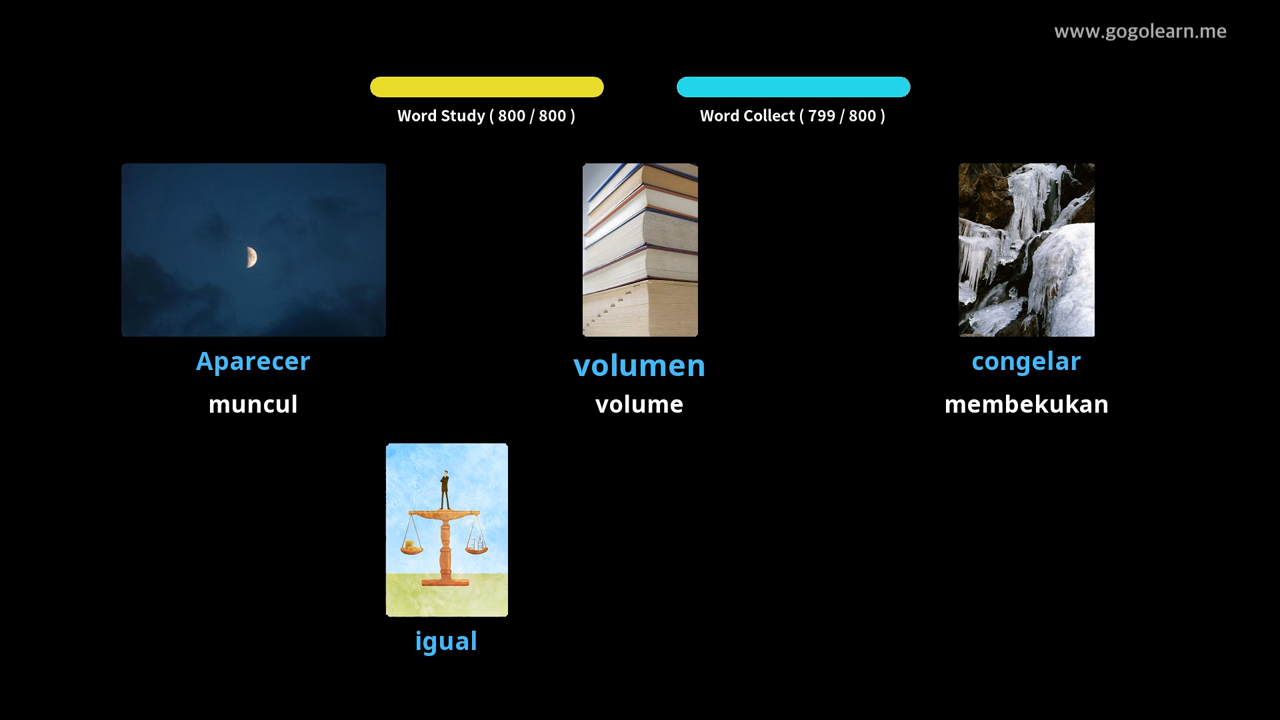 www.gogolearn.me
Word Study ( 800 / 800 )
Word Collect ( 799 / 800 )
Aparecer
muncul
volumen
volume
congelar
membekukan
igual